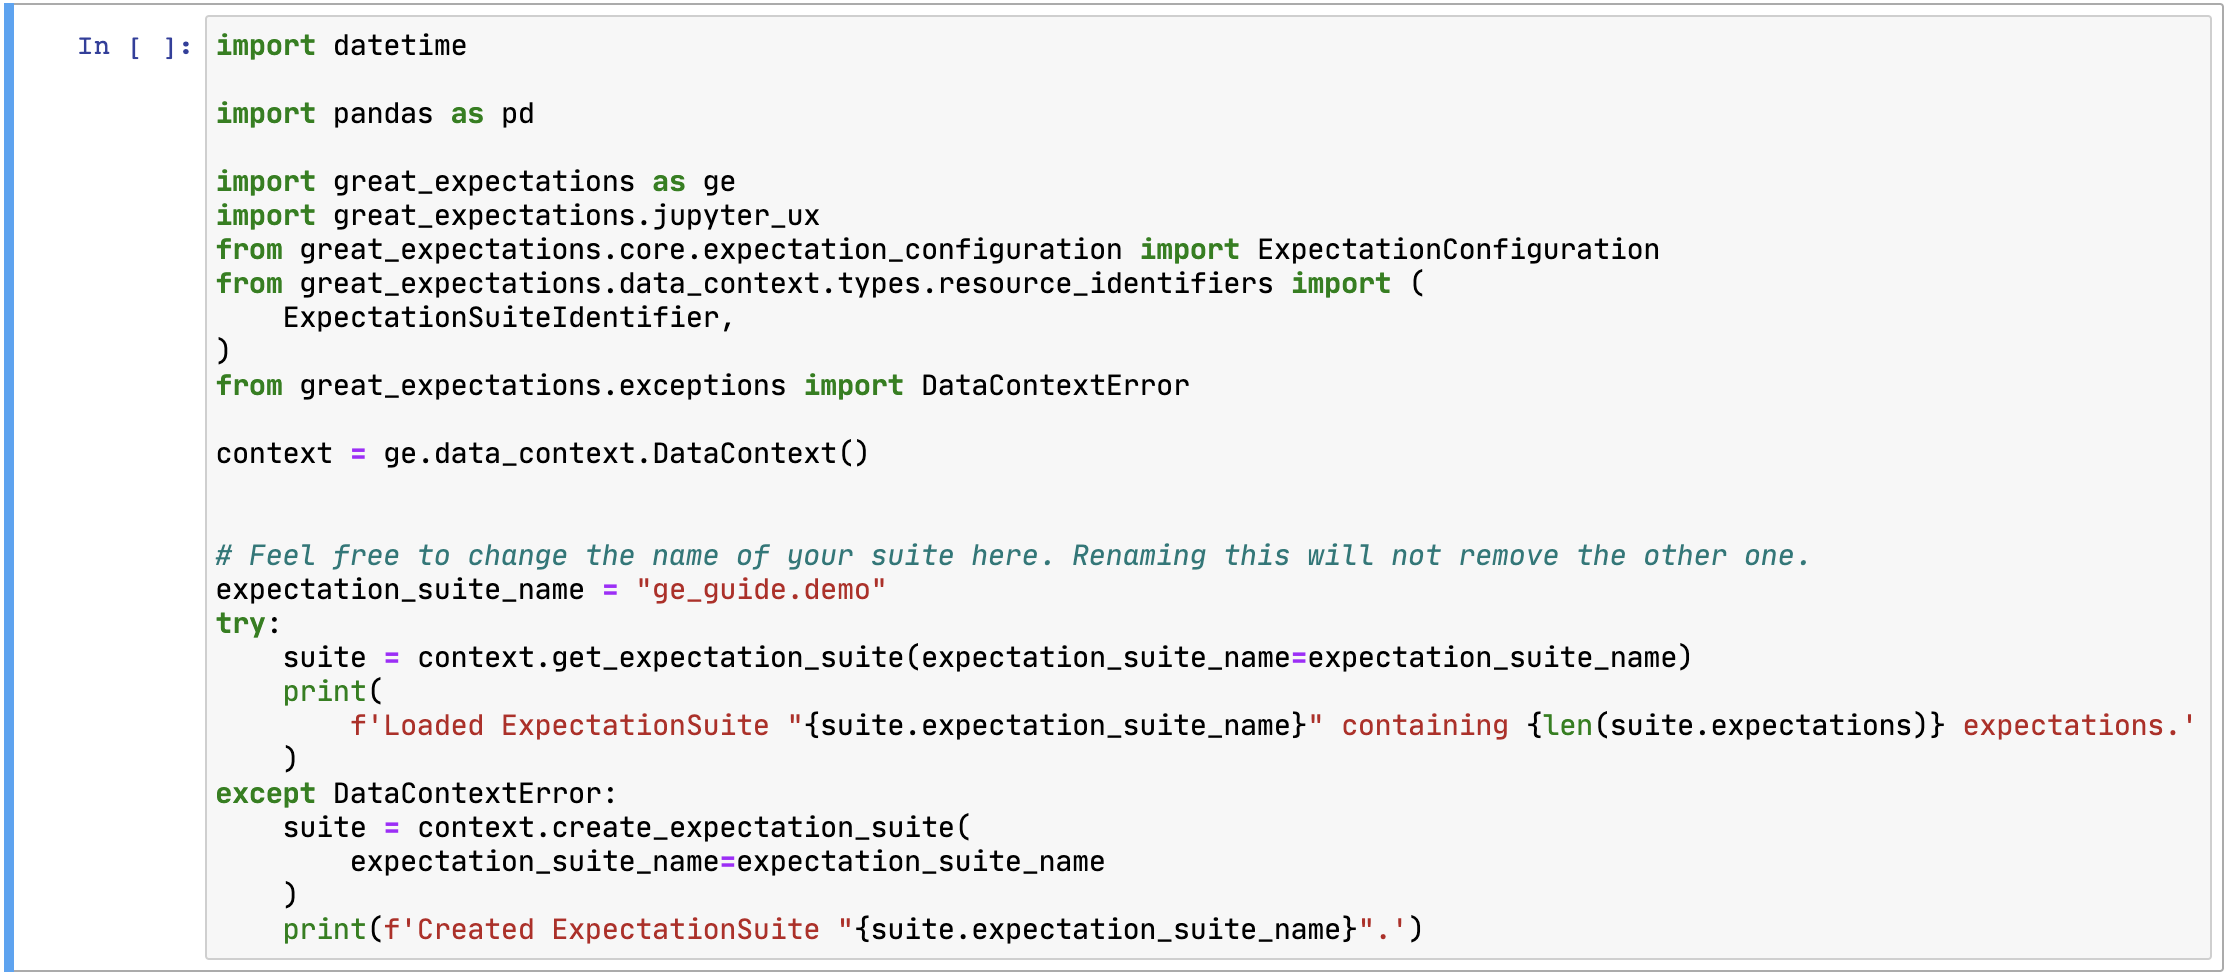 In [ ]: import datetime

import pandas as pd

import great_expectations as ge
import great_expectations.jupyter_ux
from great_expectations.core.expectation_configuration import ExpectationConfiguration
from great_expectations.data_context.types.resource_identifiers import (
    ExpectationSuiteIdentifier,
)
from great_expectations.exceptions import DataContextError

context = ge.data_context.DataContext()


# Feel free to change the name of your suite here. Renaming this will not remove the other one.
expectation_suite_name = "ge_guide.demo"
try:
    suite = context.get_expectation_suite(expectation_suite_name=expectation_suite_name)
    print(
        f'Loaded ExpectationSuite "{suite.expectation_suite_name}" containing {len(suite.expectations)} expectations.'
    )
except DataContextError:
    suite = context.create_expectation_suite(
        expectation_suite_name=expectation_suite_name
    )
    print(f'Created ExpectationSuite "{suite.expectation_suite_name}".')